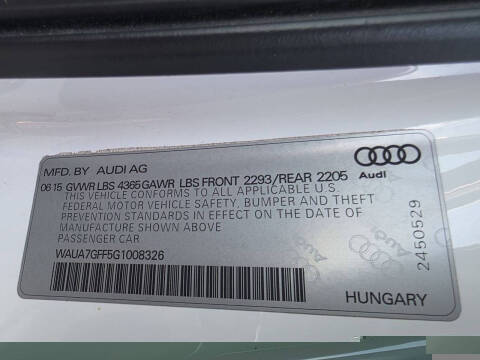 MFD. BY AUDI AG
Audi
06 15 GVWR LBS 4365 GAWR LBS FRONT 2293/REAR 2205
THIS VEHICLE CONFORMS TO ALL APPLICABLE U.S.
FEDERAL MOTOR VEHICLE SAFETY, BUMPER AND THEFT
PREVENTION STANDARDS IN EFFECT ON THE DATE OF
MANUFACTURE SHOWN ABOVE
PASSENGER CAR
WAUA7GFF5G1008326
2450529
HUNGARY